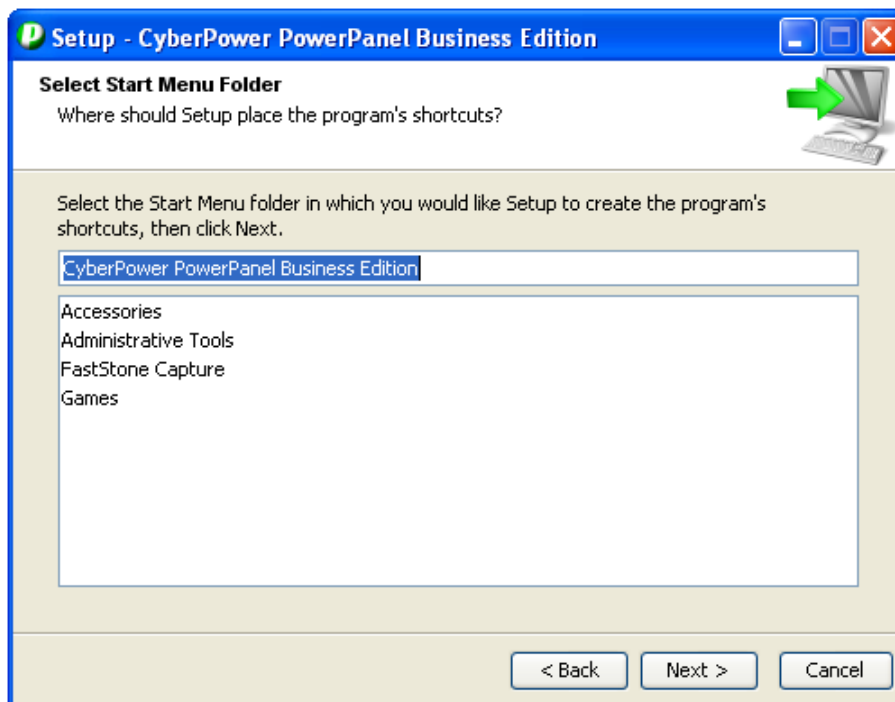 Setup - CyberPower PowerPanel Business Edition
Select Start Menu Folder
Where should Setup place the program's shortcuts?
Select the Start Menu folder in which you would like Setup to create the program's
shortcuts, then click Next.
CyberPower PowerPanel Business Edition
Accessories
Administrative Tools
FastStone Capture
Games
< Back Next > Cancel